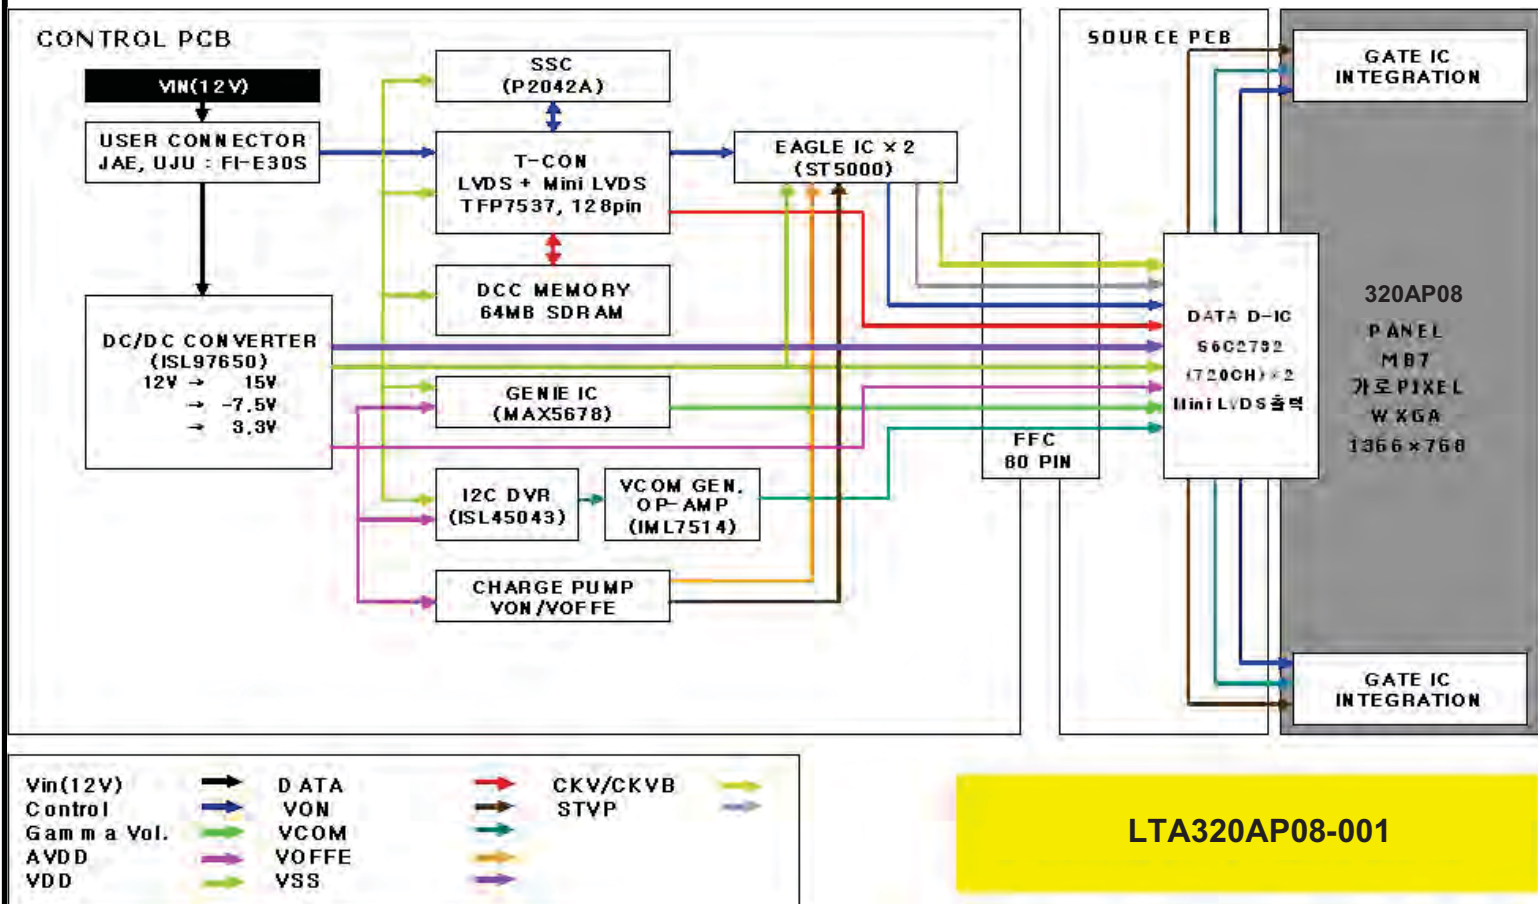 CONTROL PCB
VIN(12V)
USER CONNECTOR
JAE, UJU : FI-E30S
DC/DC CONVERTER
(ISL97650)
12V → 15V
→ -7.5V
→ 3.3V
SSC
(P2042A)
T-CON
LVDS + Mini LVDS
TFP7537, 128pin
DCC MEMORY
64MB SDRAM
GENIE IC
(MAX5678)
I2C DVR
(ISL45043)
VCOM GEN.
OP-AMP
(IML7514)
CHARGE PUMP
VON/VOFFE
EAGLE IC × 2
(ST5000)
FFC
80 PIN
SOURCE PCB
DATA D-IC
S6C2732
(720CH)×2
Mini LVDS출력
GATE IC
INTEGRATION
320AP08
PANEL
MB7
가로PIXEL
WXGA
1366×768
GATE IC
INTEGRATION
Vin(12V) DATA CKV/CKVB
Control VON STVP
Gamma Vol. VCOM
AVDD VOFFE
VDD VSS
LTA320AP08-001